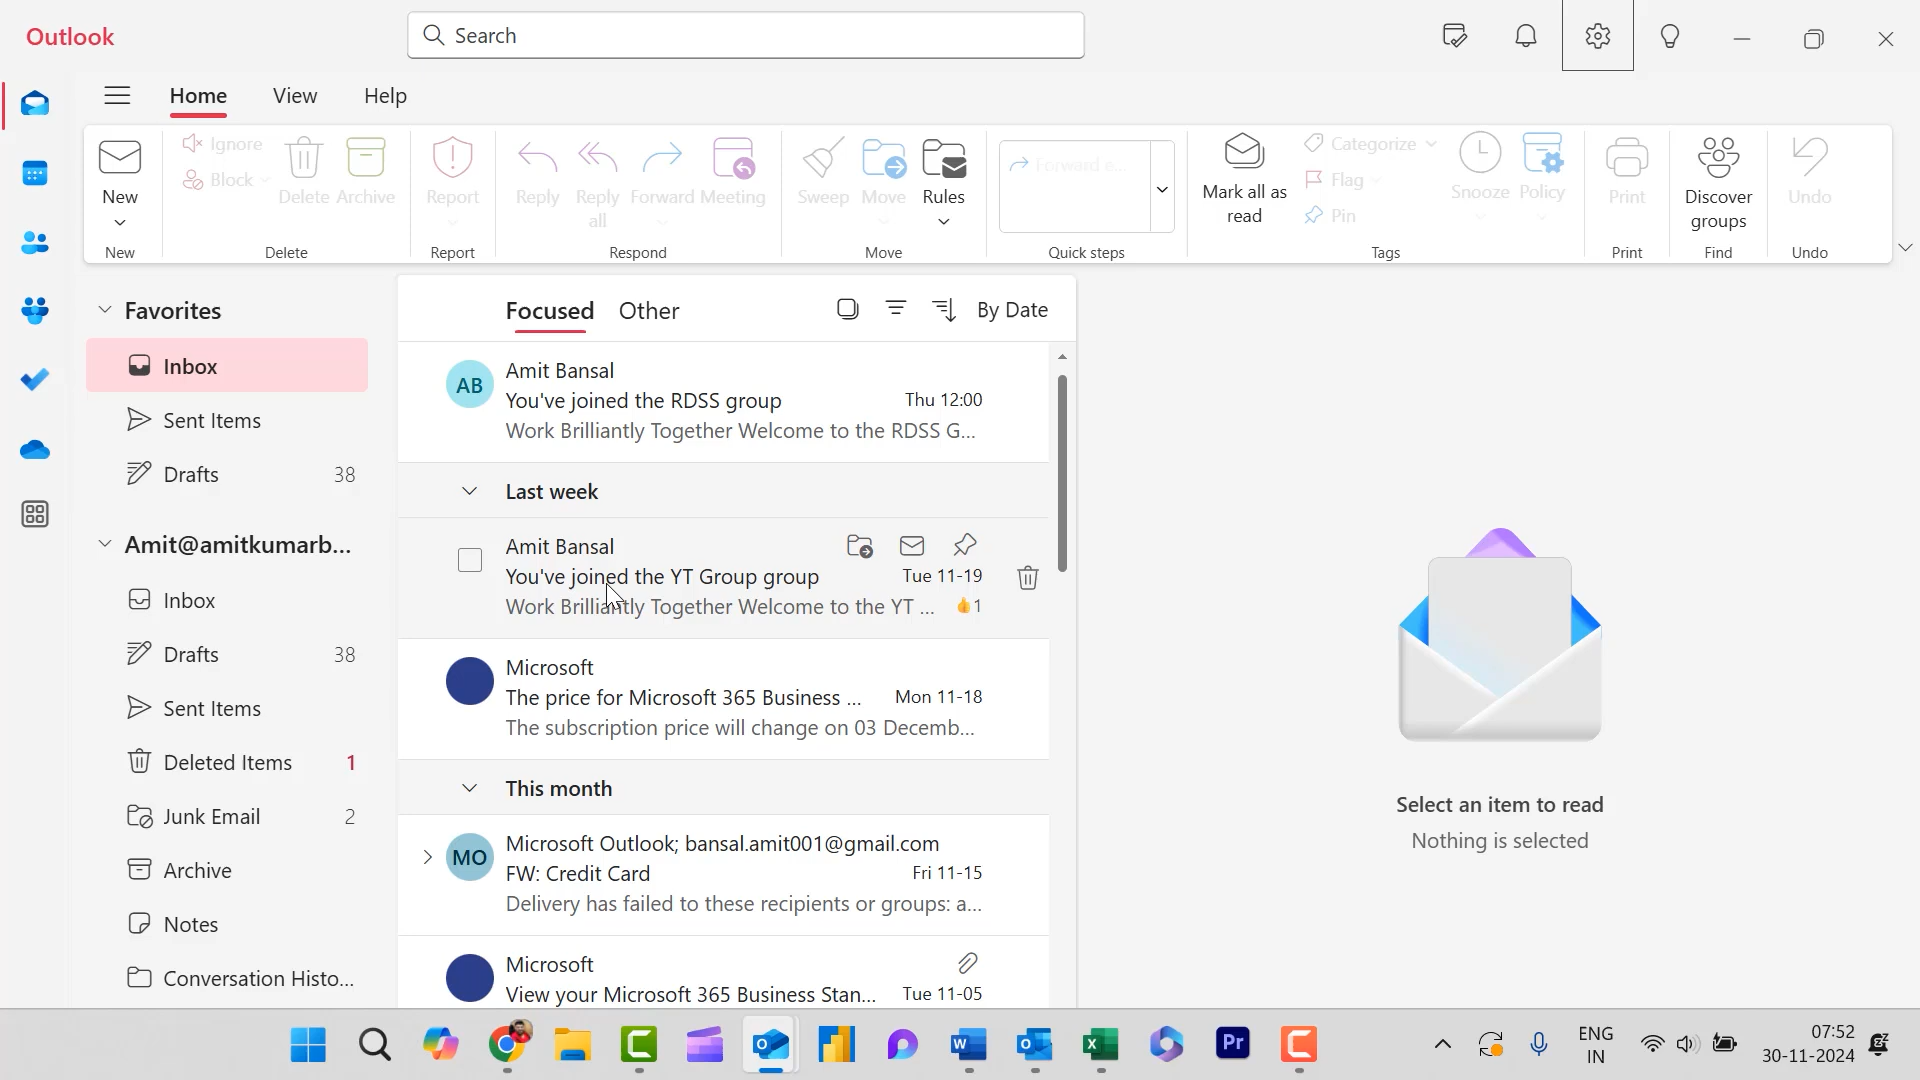 Outlook
Search
Home View Help
New
New
Ignore
Block
Delete
Archive
Delete
Report
Report
Reply
Reply all
Forward
Meeting
Respond
Sweep
Move
Rules
Move
Forward e...
Quick steps
Mark all as read
Categorize
Flag
Pin
Snooze
Policy
Tags
Print
Print
Discover groups
Find
Undo
Undo
Favorites
Inbox
Sent Items
Drafts 38
Amit@amitkumarb...
Inbox
Drafts 38
Sent Items
Deleted Items 1
Junk Email 2
Archive
Notes
Conversation Histo...
Focused Other By Date
AB
Amit Bansal
You've joined the RDSS group Thu 12:00
Work Brilliantly Together Welcome to the RDSS G...
Last week
Amit Bansal
You've joined the YT Group group Tue 11-19
Work Brilliantly Together Welcome to the YT ... 👍1
Microsoft
The price for Microsoft 365 Business ... Mon 11-18
The subscription price will change on 03 Decemb...
This month
MO
Microsoft Outlook; bansal.amit001@gmail.com
FW: Credit Card Fri 11-15
Delivery has failed to these recipients or groups: a...
Microsoft
View your Microsoft 365 Business Stan... Tue 11-05
Select an item to read
Nothing is selected
Pr
ENG
IN
07:52
30-11-2024